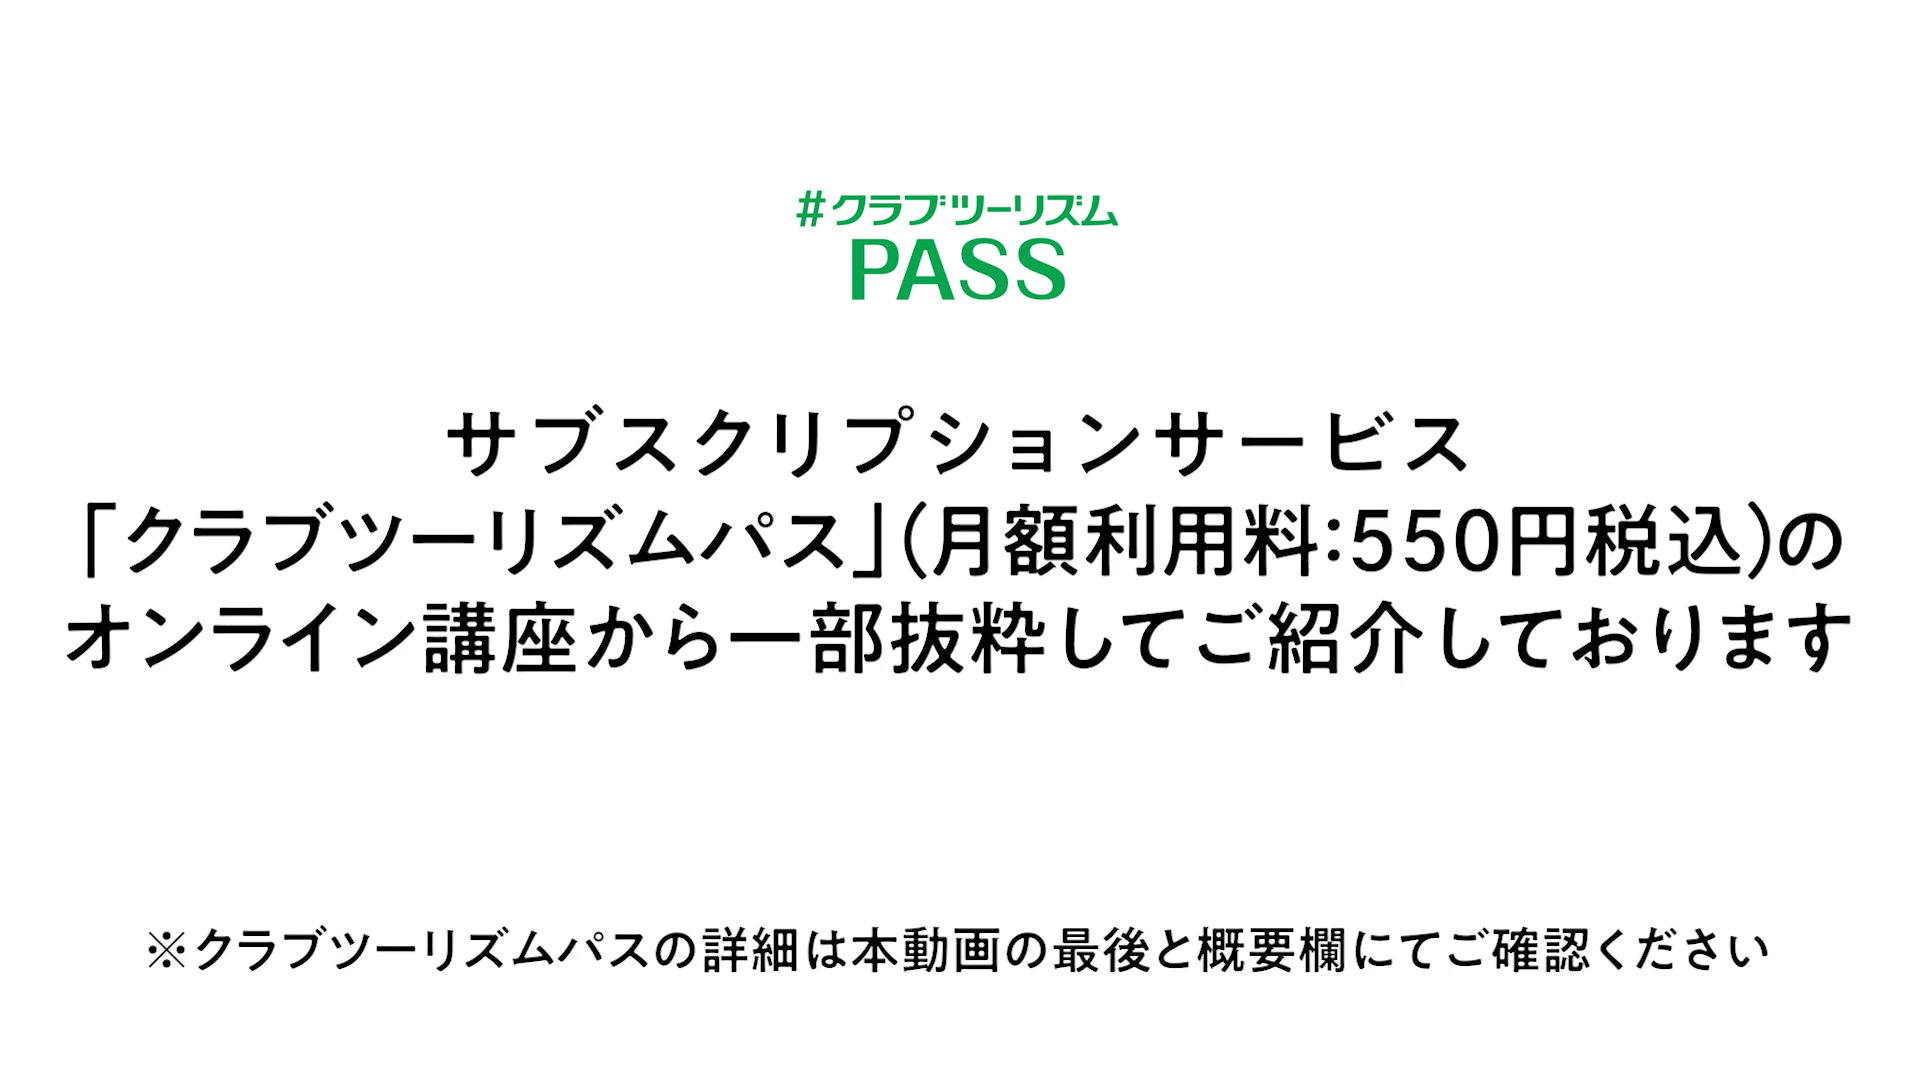 #クラブツーリズム
PASS
サブスクリプションサービス
「クラブツーリズムパス」(月額利用料:550円税込)の
オンライン講座から一部抜粋してご紹介しております
※クラブツーリズムパスの詳細は本動画の最後と概要欄にてご確認ください